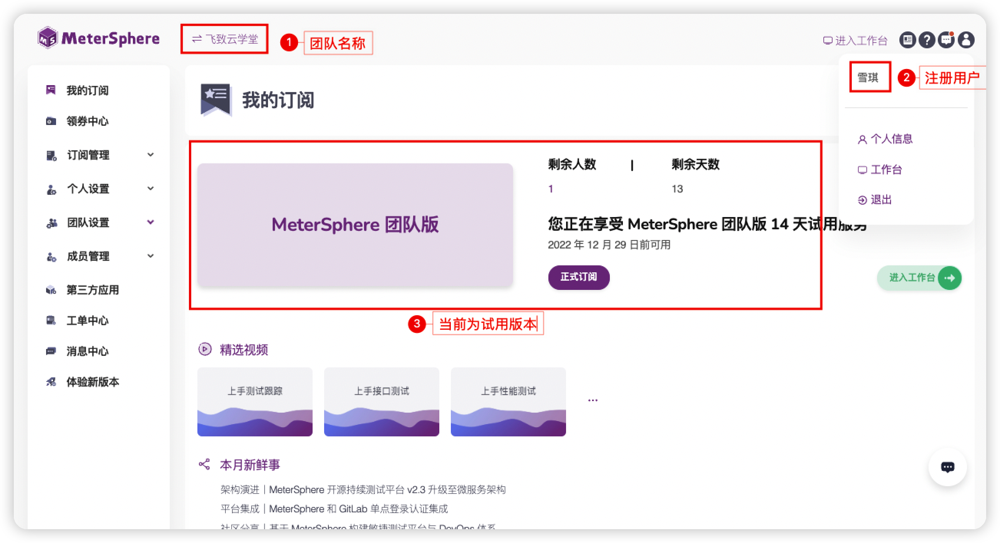 MeterSphere
飞致云学堂
1 团队名称
进入工作台
雪琪
2 注册用户
个人信息
工作台
退出
我的订阅
领券中心
订阅管理
个人设置
团队设置
成员管理
第三方应用
工单中心
消息中心
体验新版本
我的订阅
MeterSphere 团队版
剩余人数 | 剩余天数
1 13
您正在享受 MeterSphere 团队版 14 天试用服务
2022 年 12 月 29 日前可用
正式订阅
进入工作台
3 当前为试用版本
精选视频
上手测试跟踪
上手接口测试
上手性能测试
...
本月新鲜事
架构演进｜MeterSphere 开源持续测试平台 v2.3 升级至微服务架构
平台集成｜MeterSphere 和 GitLab 单点登录认证集成
社区分享｜基于 MeterSphere 构建敏捷测试平台与 DevOps 体系